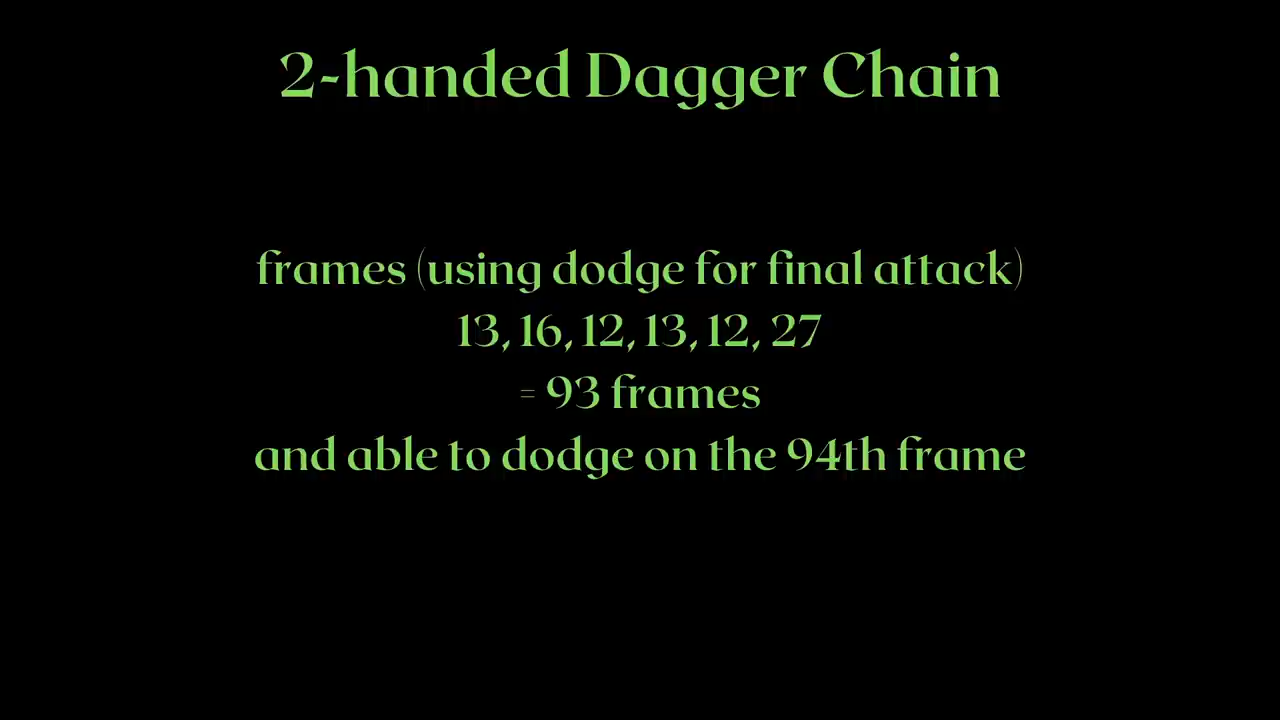 2-handed Dagger Chain
frames (using dodge for final attack)
13, 16, 12, 13, 12, 27
= 93 frames
and able to dodge on the 94th frame